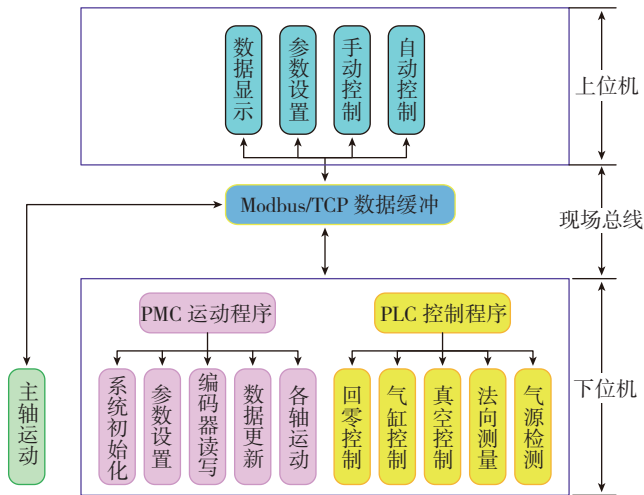 数据显示
参数设置
手动控制
自动控制
上位机
Modbus/TCP 数据缓冲
现场总线
PMC 运动程序
PLC 控制程序
主轴运动
系统初始化
参数设置
编码器读写
数据更新
各轴运动
回零控制
气缸控制
真空控制
法向测量
气源检测
下位机